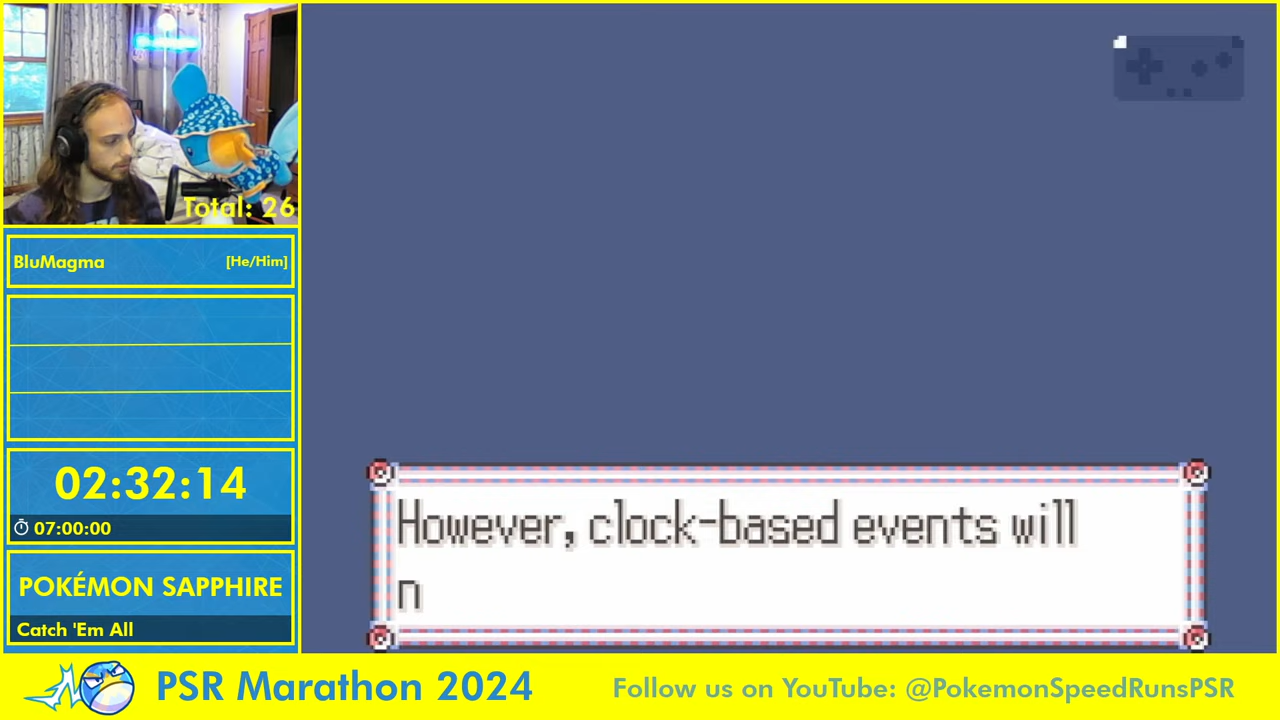 Total: 26
BluMagma
[He/Him]
02:32:14
07:00:00
POKÉMON SAPPHIRE
Catch 'Em All
However, clock-based events will
n
PSR Marathon 2024
Follow us on YouTube: @PokemonSpeedRunsPSR